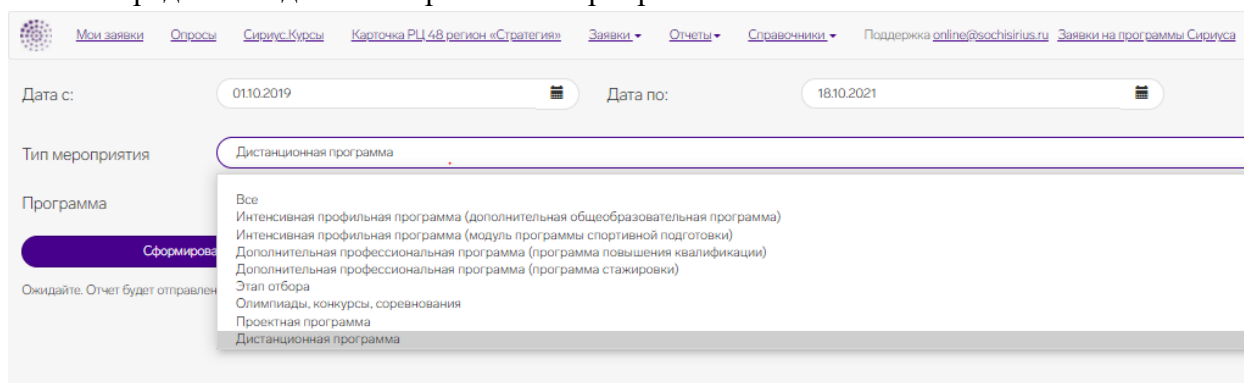 Мои заявки Опросы Сириус.Курсы Карточка РЦ 48 регион «Стратегия» Заявки Отчеты Справочники Поддержка online@sochisirius.ru Заявки на программы Сириуса
Дата с: 01.10.2019 Дата по: 18.10.2021
Тип мероприятия Дистанционная программа
Программа
Все
Интенсивная профильная программа (дополнительная общеобразовательная программа)
Интенсивная профильная программа (модуль программы спортивной подготовки)
Дополнительная профессиональная программа (программа повышения квалификации)
Дополнительная профессиональная программа (программа стажировки)
Этап отбора
Олимпиады, конкурсы, соревнования
Проектная программа
Дистанционная программа
Сформирова
Ожидайте. Отчет будет отправлен